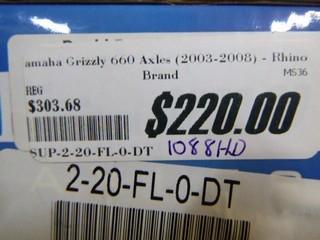 amaha Grizzly 660 Axles (2003-2008) - Rhino
Brand
MS36
REG
$303.68
$220.00
SUP-2-20-FL-0-DT
1088HD
2-20-FL-0-DT